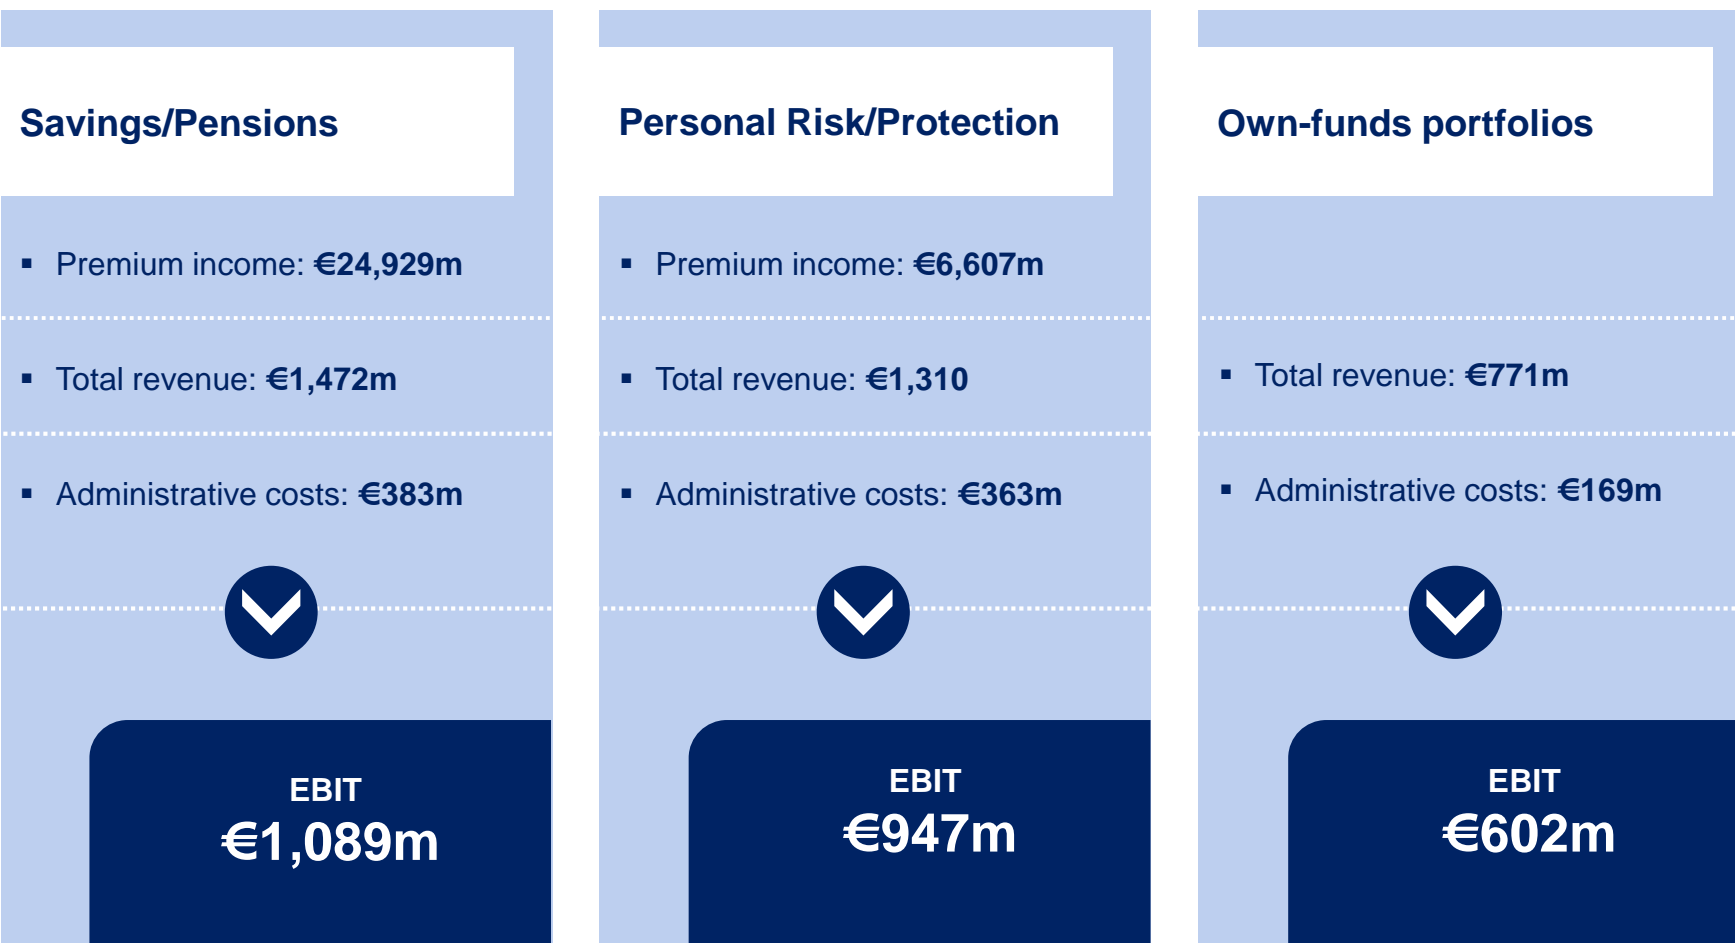 Savings/Pensions
▪ Premium income: €24,929m
▪ Total revenue: €1,472m
▪ Administrative costs: €383m
EBIT
€1,089m
Personal Risk/Protection
▪ Premium income: €6,607m
▪ Total revenue: €1,310
▪ Administrative costs: €363m
EBIT
€947m
Own-funds portfolios
▪ Total revenue: €771m
▪ Administrative costs: €169m
EBIT
€602m